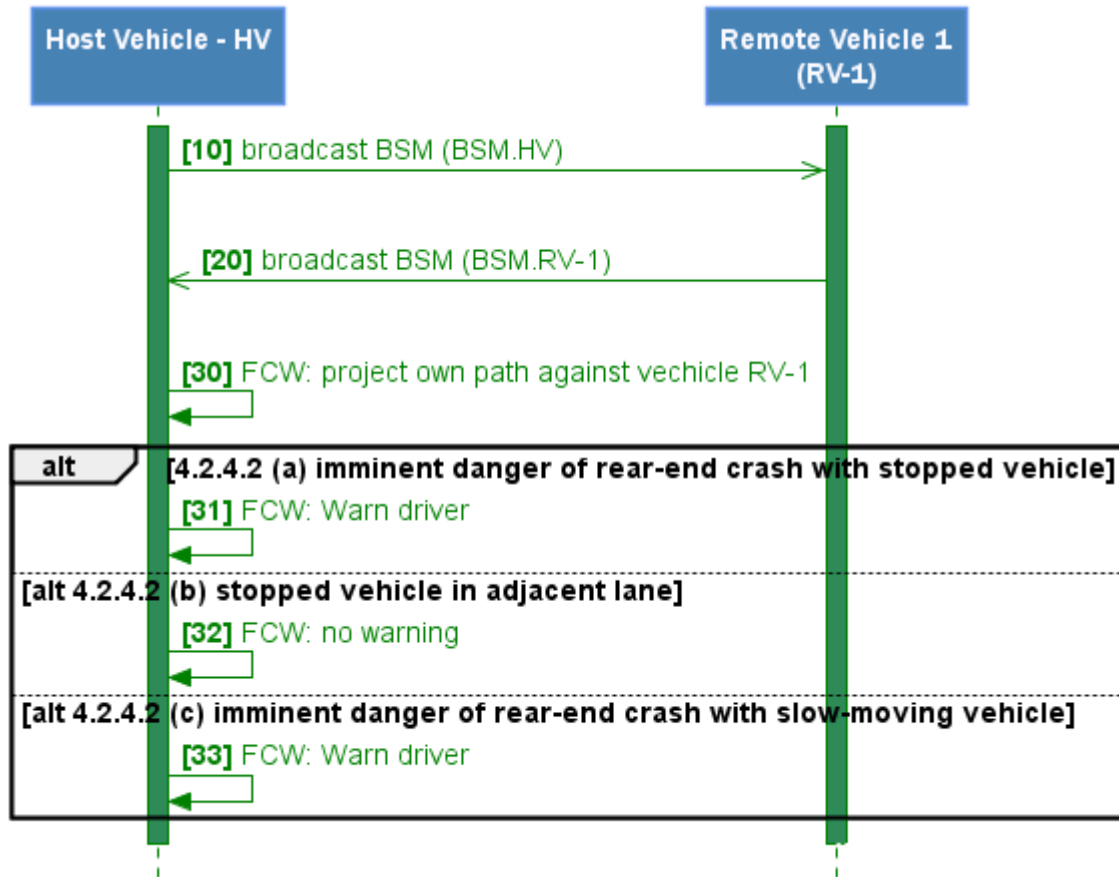 Host Vehicle - HV
Remote Vehicle 1
(RV-1)
[10] broadcast BSM (BSM.HV)
[20] broadcast BSM (BSM.RV-1)
[30] FCW: project own path against vechicle RV-1
alt [4.2.4.2 (a) imminent danger of rear-end crash with stopped vehicle]
[31] FCW: Warn driver
[alt 4.2.4.2 (b) stopped vehicle in adjacent lane]
[32] FCW: no warning
[alt 4.2.4.2 (c) imminent danger of rear-end crash with slow-moving vehicle]
[33] FCW: Warn driver